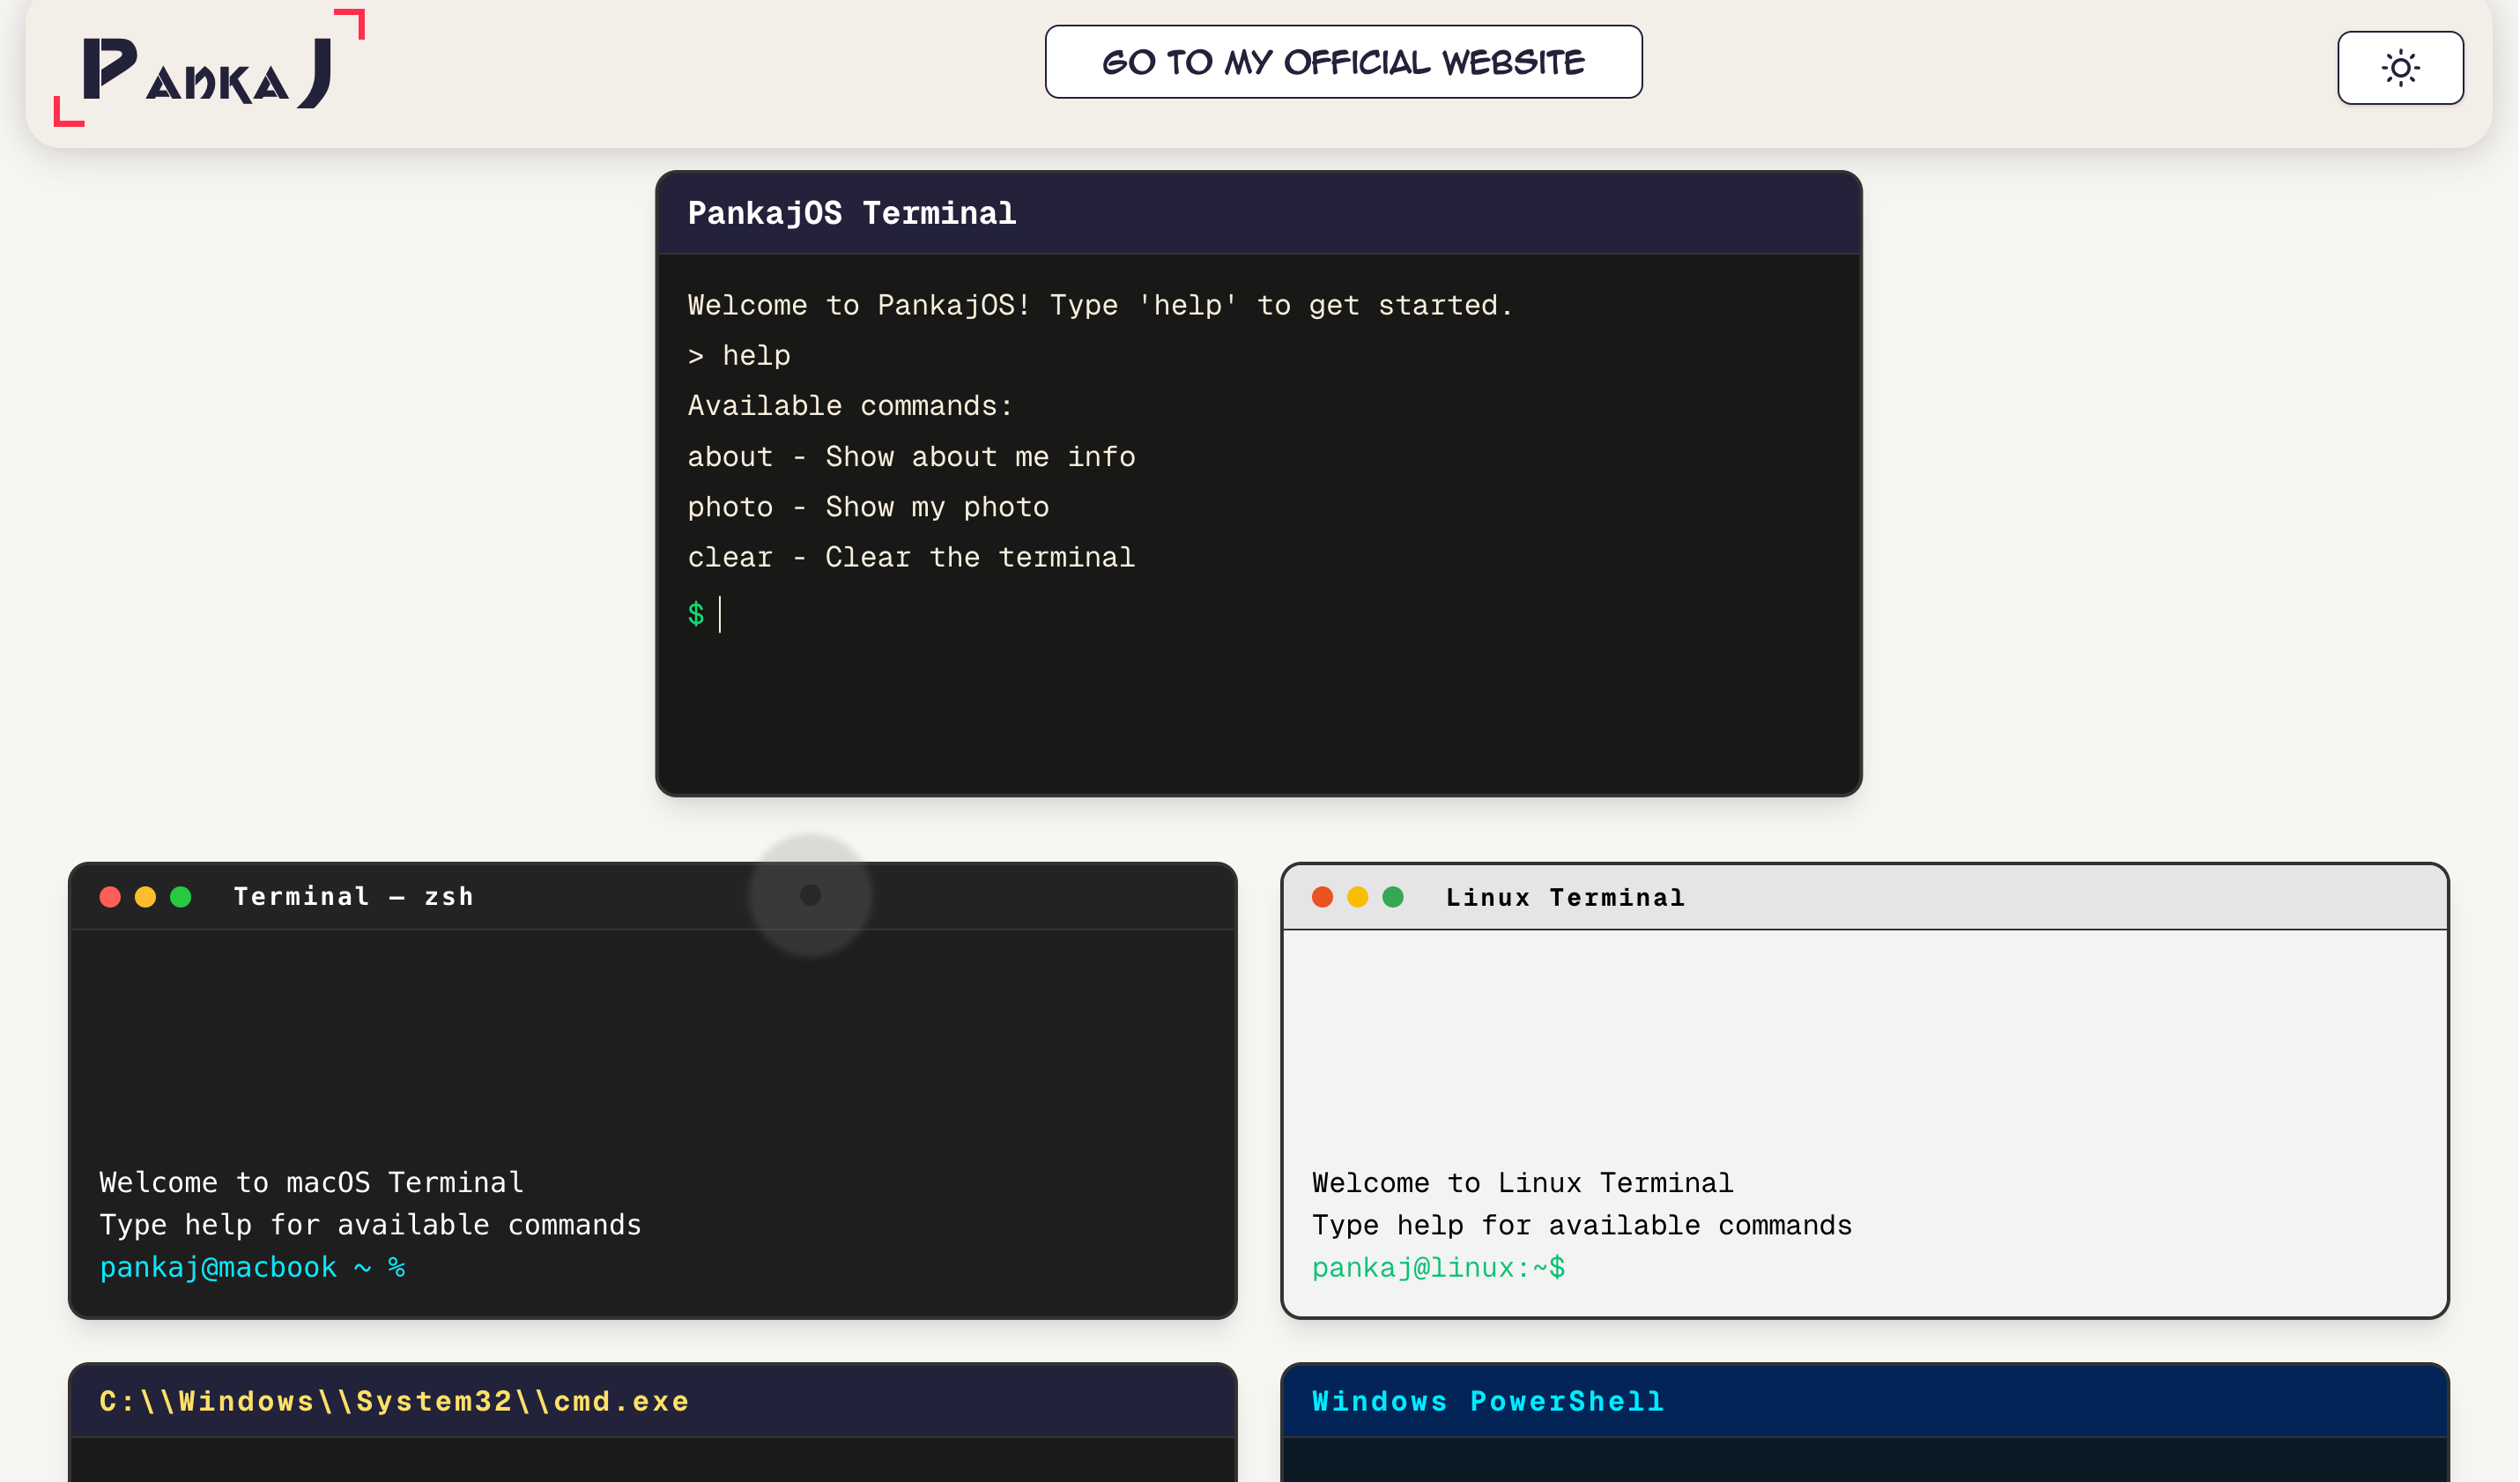 PANKAJ
GO TO MY OFFICIAL WEBSITE
PankajOS Terminal
Welcome to PankajOS! Type 'help' to get started.
> help
Available commands:
about - Show about me info
photo - Show my photo
clear - Clear the terminal
$
Terminal — zsh
Welcome to macOS Terminal
Type help for available commands
pankaj@macbook ~ %
Linux Terminal
Welcome to Linux Terminal
Type help for available commands
pankaj@linux:~$
C:\\Windows\\System32\\cmd.exe
Windows PowerShell